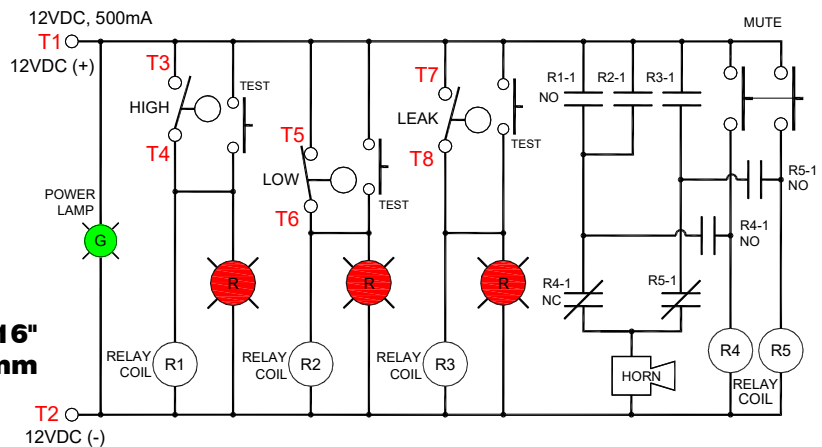 12VDC, 500mA
T1
12VDC (+)
MUTE
T3
HIGH
T4
TEST
T5
LOW
T6
TEST
T7
LEAK
T8
TEST
R1-1
NO
R2-1
R3-1
R5-1
NO
R4-1
NO
R4-1
NC
R5-1
POWER
LAMP
G
R
R
R
16"
mm
RELAY
COIL
R1
RELAY
COIL
R2
RELAY
COIL
R3
HORN
R4
R5
RELAY
COIL
T2
12VDC (-)